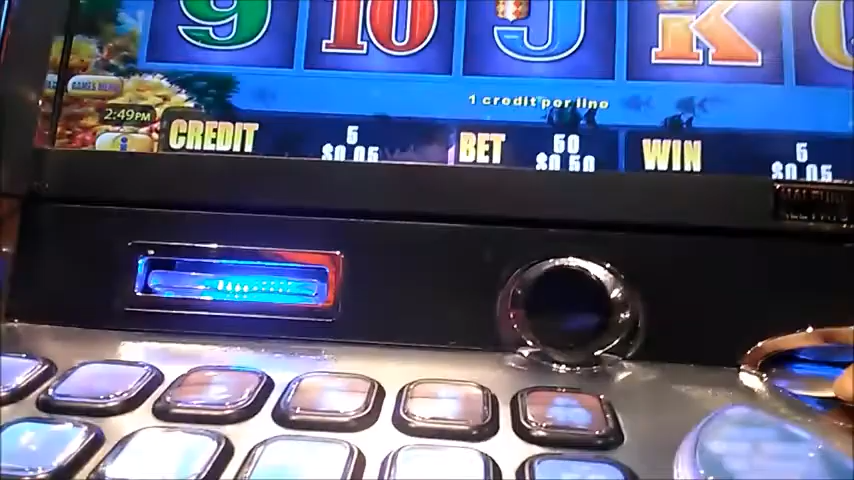 9 10 J K
GAMES MENU
1 credit per line
2:49PM
i
CREDIT 5 $0.05 BET 50 $0.50 WIN 5 $0.05